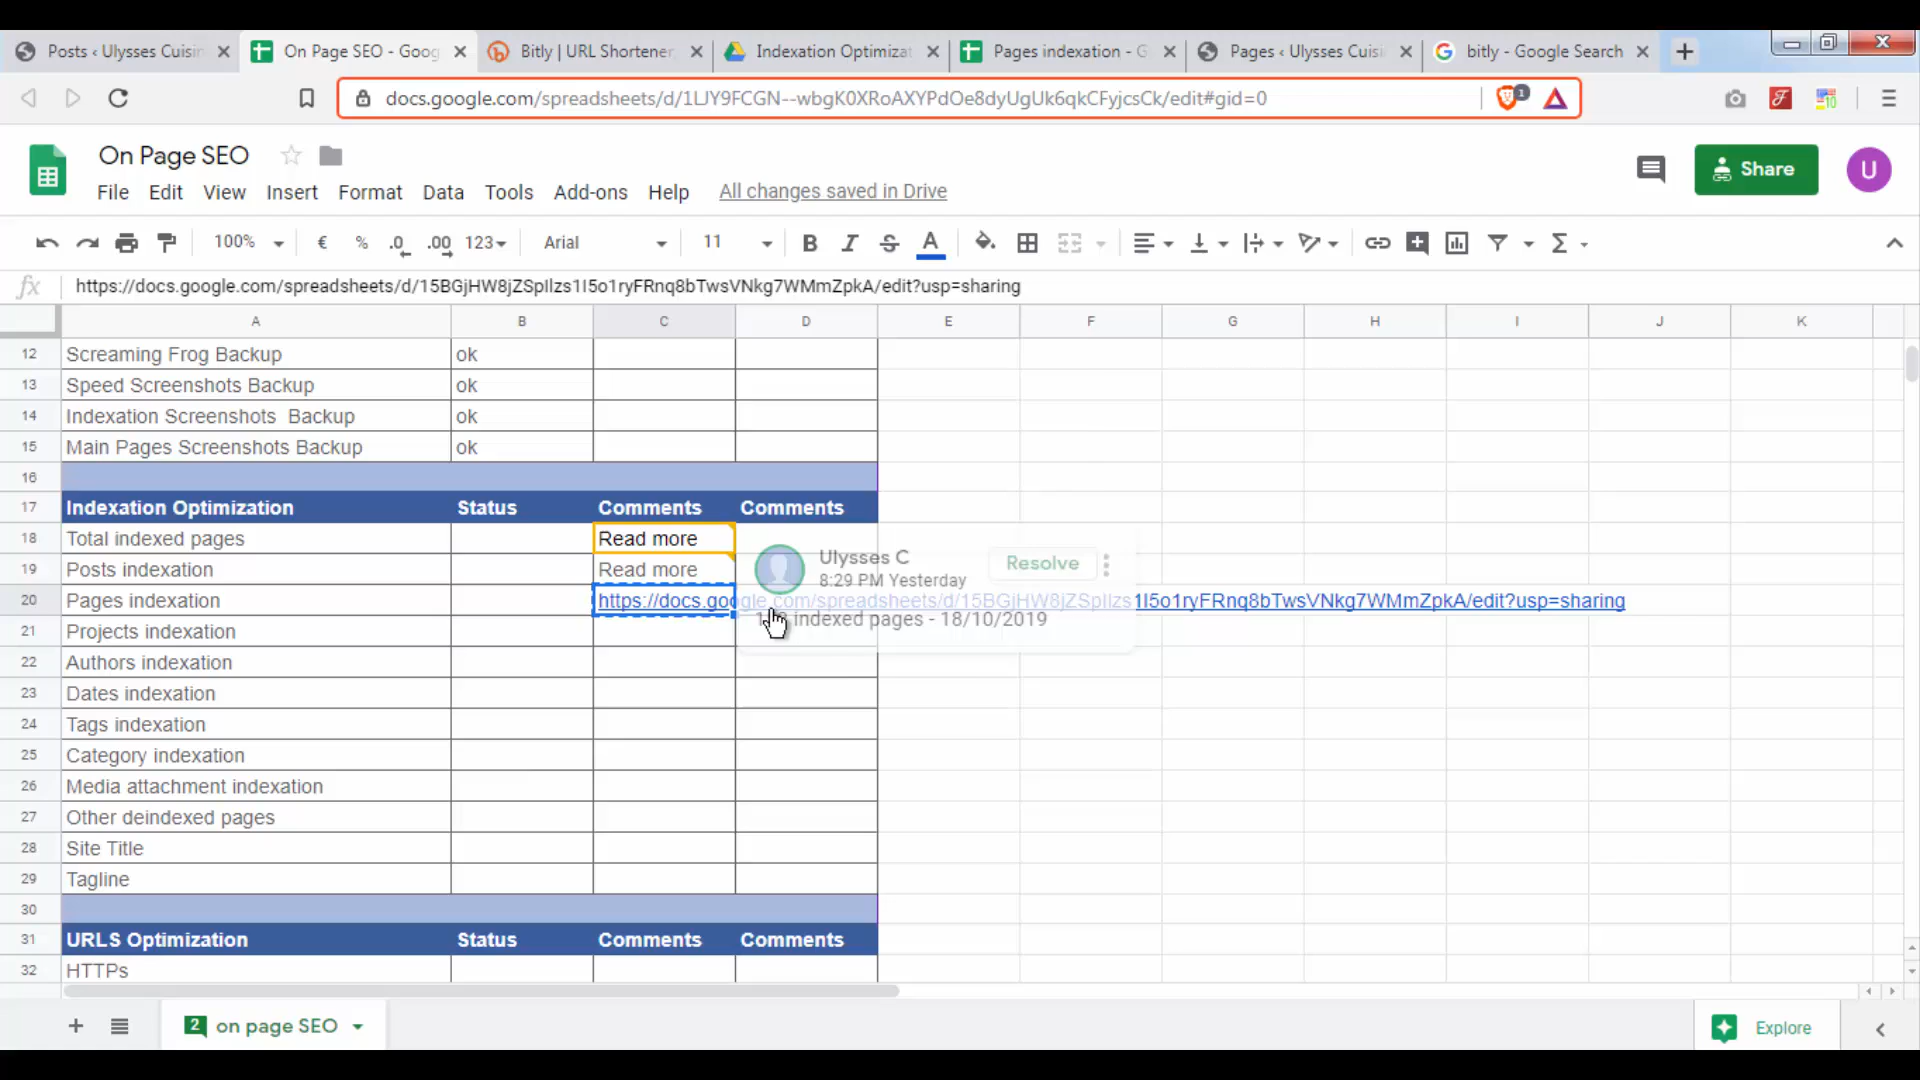 Posts ‹ Ulysses Cuisin
On Page SEO - Goog
Bitly | URL Shortener,
Indexation Optimizat
Pages indexation - G
Pages ‹ Ulysses Cuisi
bitly - Google Search
docs.google.com/spreadsheets/d/1LJY9FCGN--wbgK0XRoAXYPdOe8dyUgUk6qkCFyjcsCk/edit#gid=0
1
10
On Page SEO
Share
U
File Edit View Insert Format Data Tools Add-ons Help All changes saved in Drive
100% € % .0 .00 123 Arial 11 B I S A Σ
fx https://docs.google.com/spreadsheets/d/15BGjHW8jZSpIlzs1I5o1ryFRnq8bTwsVNkg7WMmZpkA/edit?usp=sharing
A B C D E F G H I J K
12 Screaming Frog Backup ok
13 Speed Screenshots Backup ok
14 Indexation Screenshots  Backup ok
15 Main Pages Screenshots Backup ok
16
17 Indexation Optimization Status Comments Comments
18 Total indexed pages Read more
19 Posts indexation Read more
Ulysses C
8:29 PM Yesterday
Resolve
20 Pages indexation https://docs.google.com/spreadsheets/d/15BGjHW8jZSpIlzs1I5o1ryFRnq8bTwsVNkg7WMmZpkA/edit?usp=sharing
indexed pages - 18/10/2019
21 Projects indexation
22 Authors indexation
23 Dates indexation
24 Tags indexation
25 Category indexation
26 Media attachment indexation
27 Other deindexed pages
28 Site Title
29 Tagline
30
31 URLS Optimization Status Comments Comments
32 HTTPs
2 on page SEO
Explore